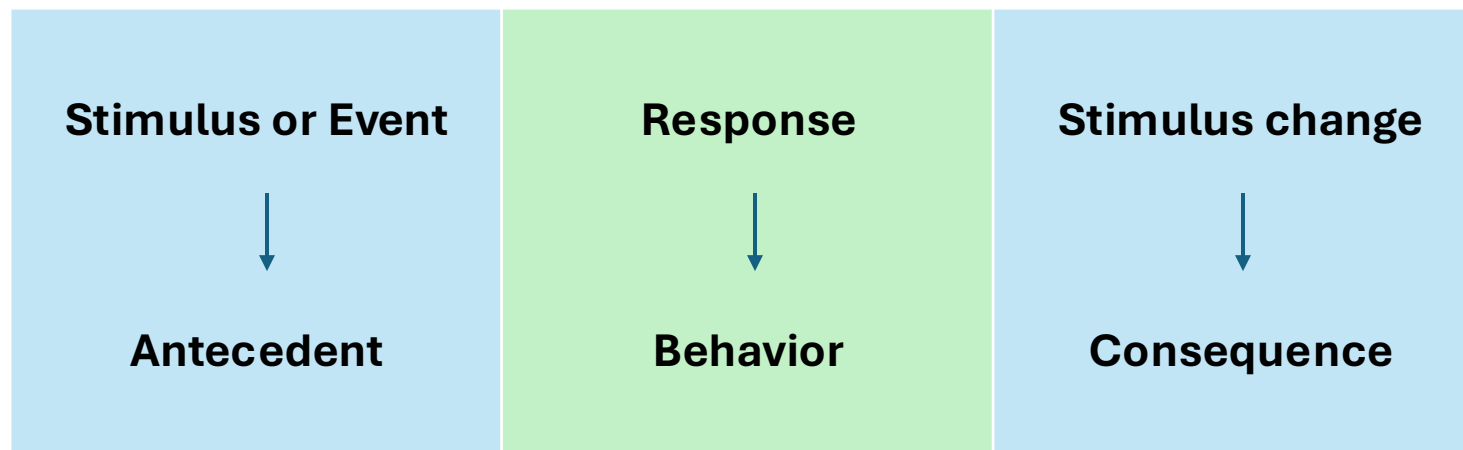 Stimulus or Event
Response
Stimulus change
Antecedent
Behavior
Consequence